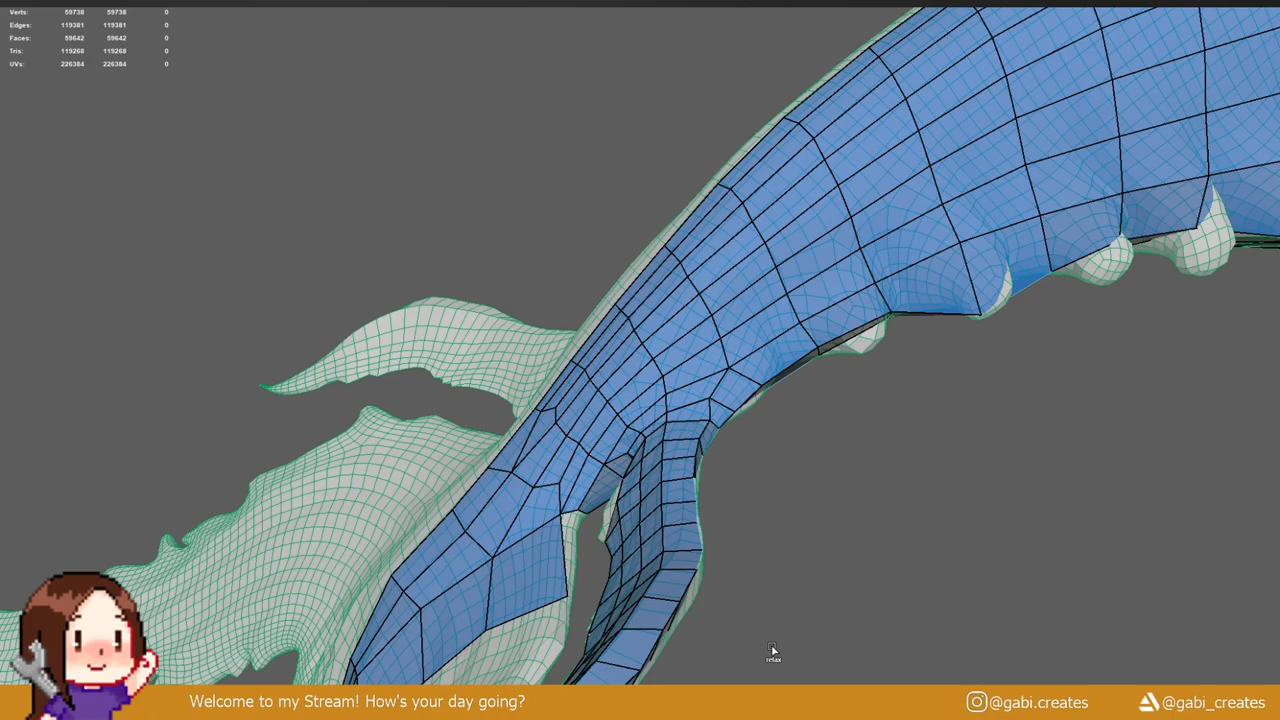 Verts: 59738 59738 0
Edges: 119381 119381 0
Faces: 59642 59642 0
Tris: 119268 119268 0
UVs: 226384 226384 0
relax
Welcome to my Stream! How's your day going? @gabi.creates @gabi_creates